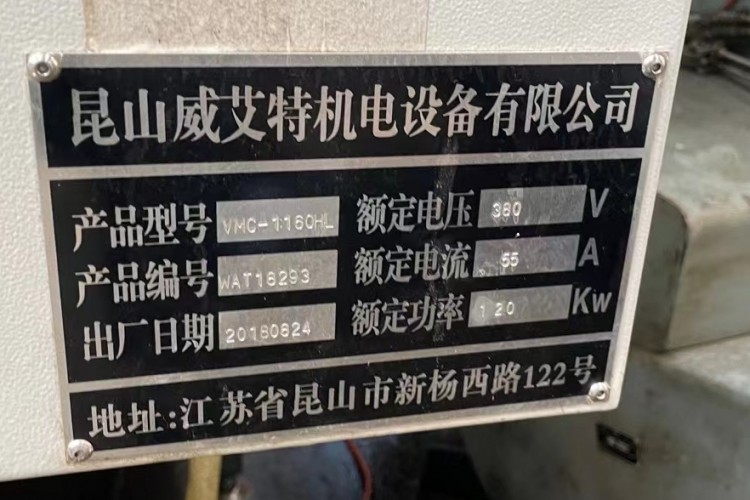 昆山威艾特机电设备有限公司
产品型号 VMC-1160HL 额定电压 380 V
产品编号 WAT18293 额定电流 55 A
出厂日期 20180824 额定功率 120 Kw
地址:江苏省昆山市新杨西路122号